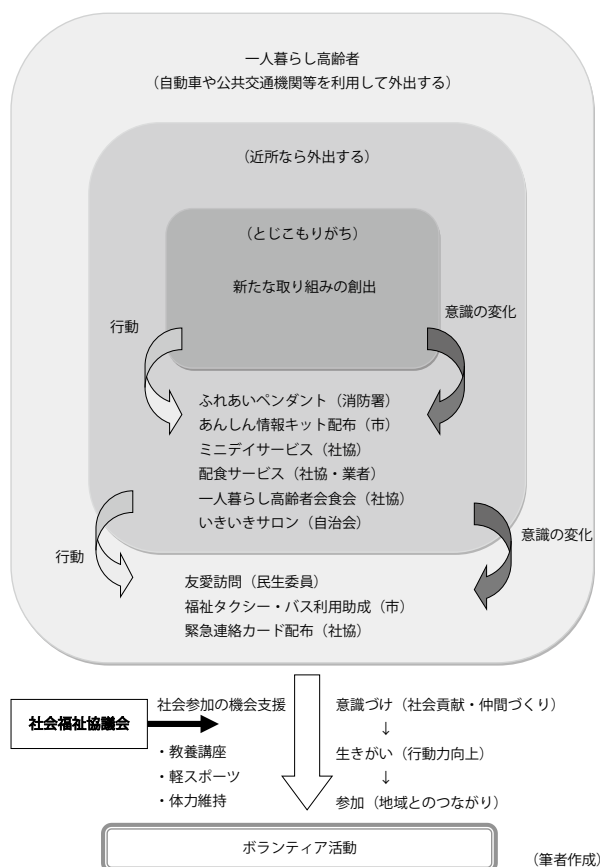 一人暮らし高齢者
(自動車や公共交通機関等を利用して外出する)
(近所なら外出する)
(とじこもりがち)
新たな取り組みの創出
行動
意識の変化
ふれあいペンダント(消防署)
あんしん情報キット配布(市)
ミニデイサービス(社協)
配食サービス(社協・業者)
一人暮らし高齢者会食会(社協)
いきいきサロン(自治会)
行動
意識の変化
友愛訪問(民生委員)
福祉タクシー・バス利用助成(市)
緊急連絡カード配布(社協)
社会福祉協議会
社会参加の機会支援
・教養講座
・軽スポーツ
・体力維持
意識づけ(社会貢献・仲間づくり)
↓
生きがい(行動力向上)
↓
参加(地域とのつながり)
ボランティア活動
(筆者作成)